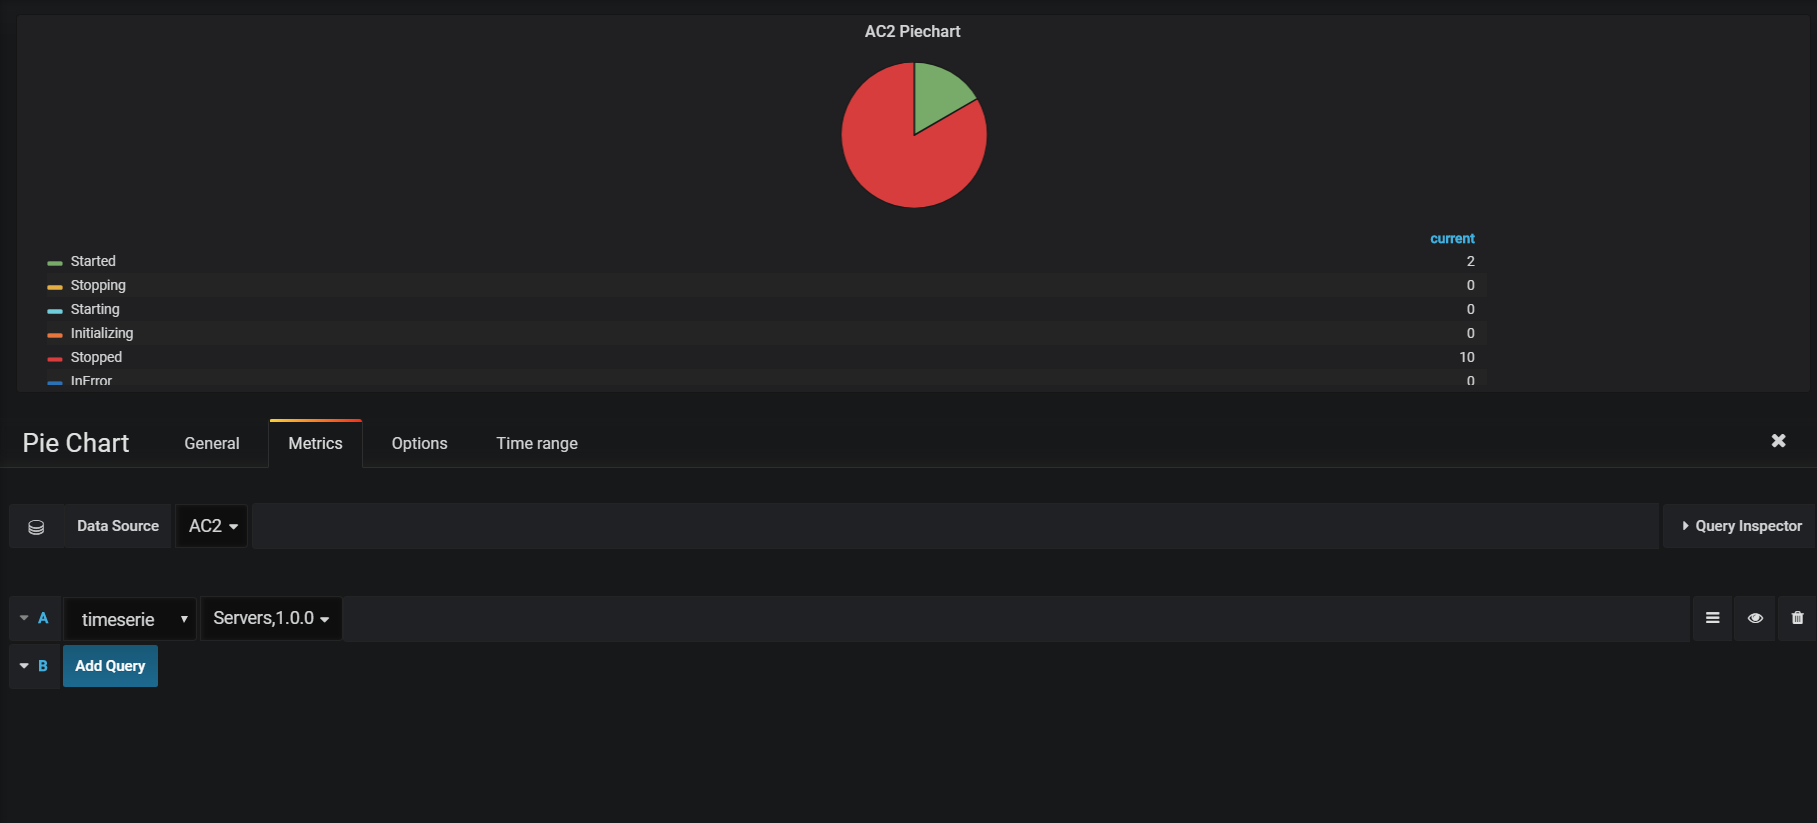 AC2 Piechart
current
Started 2
Stopping 0
Starting 0
Initializing 0
Stopped 10
InError 0
Pie Chart General Metrics Options Time range
Data Source AC2 Query Inspector
A timeserie Servers,1.0.0
B Add Query